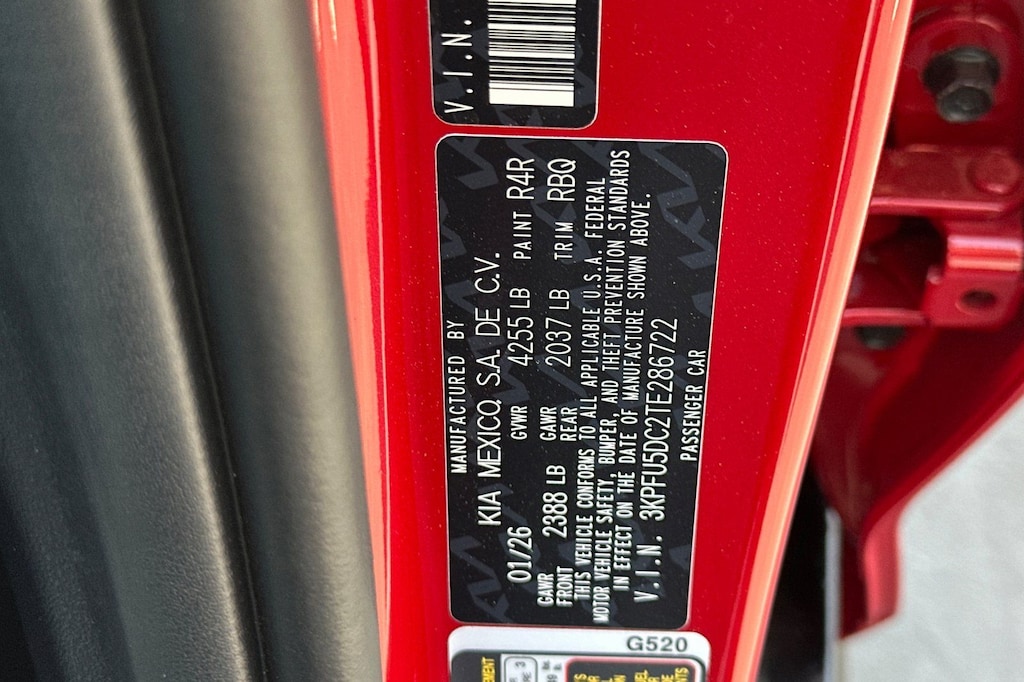 V.I.N.
MANUFACTURED BY
KIA MEXICO, S.A. DE C.V.
01/26 GVWR 4255 LB PAINT R4R
GAWR FRONT 2388 LB GAWR REAR 2037 LB TRIM RBQ
THIS VEHICLE CONFORMS TO ALL APPLICABLE U.S.A. FEDERAL
MOTOR VEHICLE SAFETY, BUMPER, AND THEFT PREVENTION STANDARDS
IN EFFECT ON THE DATE OF MANUFACTURE SHOWN ABOVE.
V.I.N. 3KPFU5DC2TE286722
PASSENGER CAR
G520